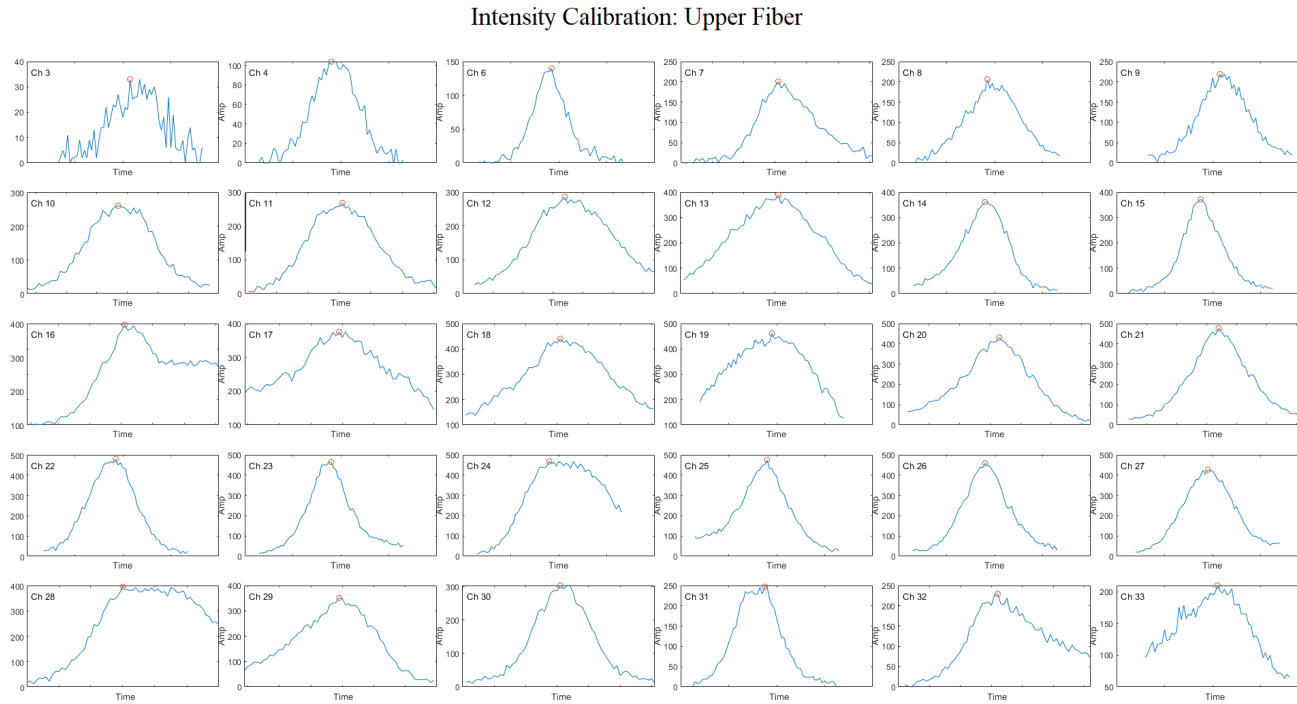 Intensity Calibration: Upper Fiber
Ch 3 Ch 4 Ch 6 Ch 7 Ch 8 Ch 9
40 30 20 10 0
100 80 60 40 20 0
150 100 50 0
250 200 150 100 50 0
250 200 150 100 50 0
250 200 150 100 50 0
Amp Amp Amp Amp Amp
Time Time Time Time Time Time
Ch 10 Ch 11 Ch 12 Ch 13 Ch 14 Ch 15
300 200 100 0
300 200 100 0
300 200 100 0
400 300 200 100 0
400 300 200 100 0
400 300 200 100 0
Amp Amp Amp Amp Amp
Time Time Time Time Time Time
Ch 16 Ch 17 Ch 18 Ch 19 Ch 20 Ch 21
400 300 200 100
400 300 200 100
500 400 300 200 100
500 400 300 200 100
500 400 300 200 100 0
500 400 300 200 100 0
Amp Amp Amp Amp Amp
Time Time Time Time Time Time
Ch 22 Ch 23 Ch 24 Ch 25 Ch 26 Ch 27
500 400 300 200 100 0
500 400 300 200 100 0
500 400 300 200 100 0
500 400 300 200 100 0
500 400 300 200 100 0
500 400 300 200 100 0
Amp Amp Amp Amp Amp
Time Time Time Time Time Time
Ch 28 Ch 29 Ch 30 Ch 31 Ch 32 Ch 33
400 300 200 100 0
400 300 200 100 0
300 200 100 0
250 200 150 100 50 0
250 200 150 100 50 0
200 150 100 50
Amp Amp Amp Amp Amp
Time Time Time Time Time Time